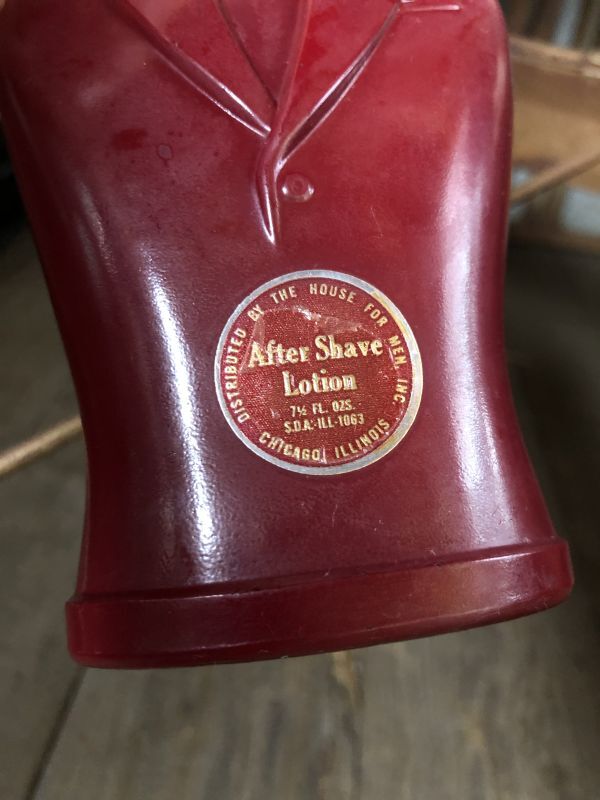 DISTRIBUTED BY THE HOUSE FOR MEN, INC.
After Shave
Lotion
7½ FL. OZS.
S.D.A.-ILL-1063
CHICAGO, ILLINOIS